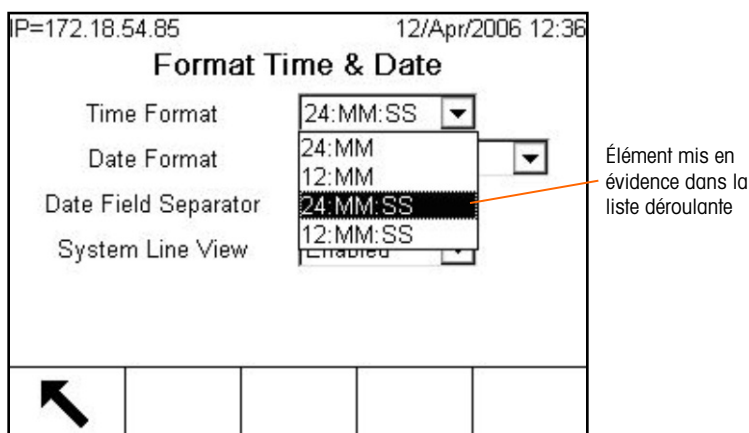 IP=172.18.54.85 12/Apr/2006 12:36
Format Time & Date
Time Format 24:MM:SS
24:MM
Date Format
12:MM
Date Field Separator 24:MM:SS
12:MM:SS
System Line View Enabled
Élément mis en
évidence dans la
liste déroulante